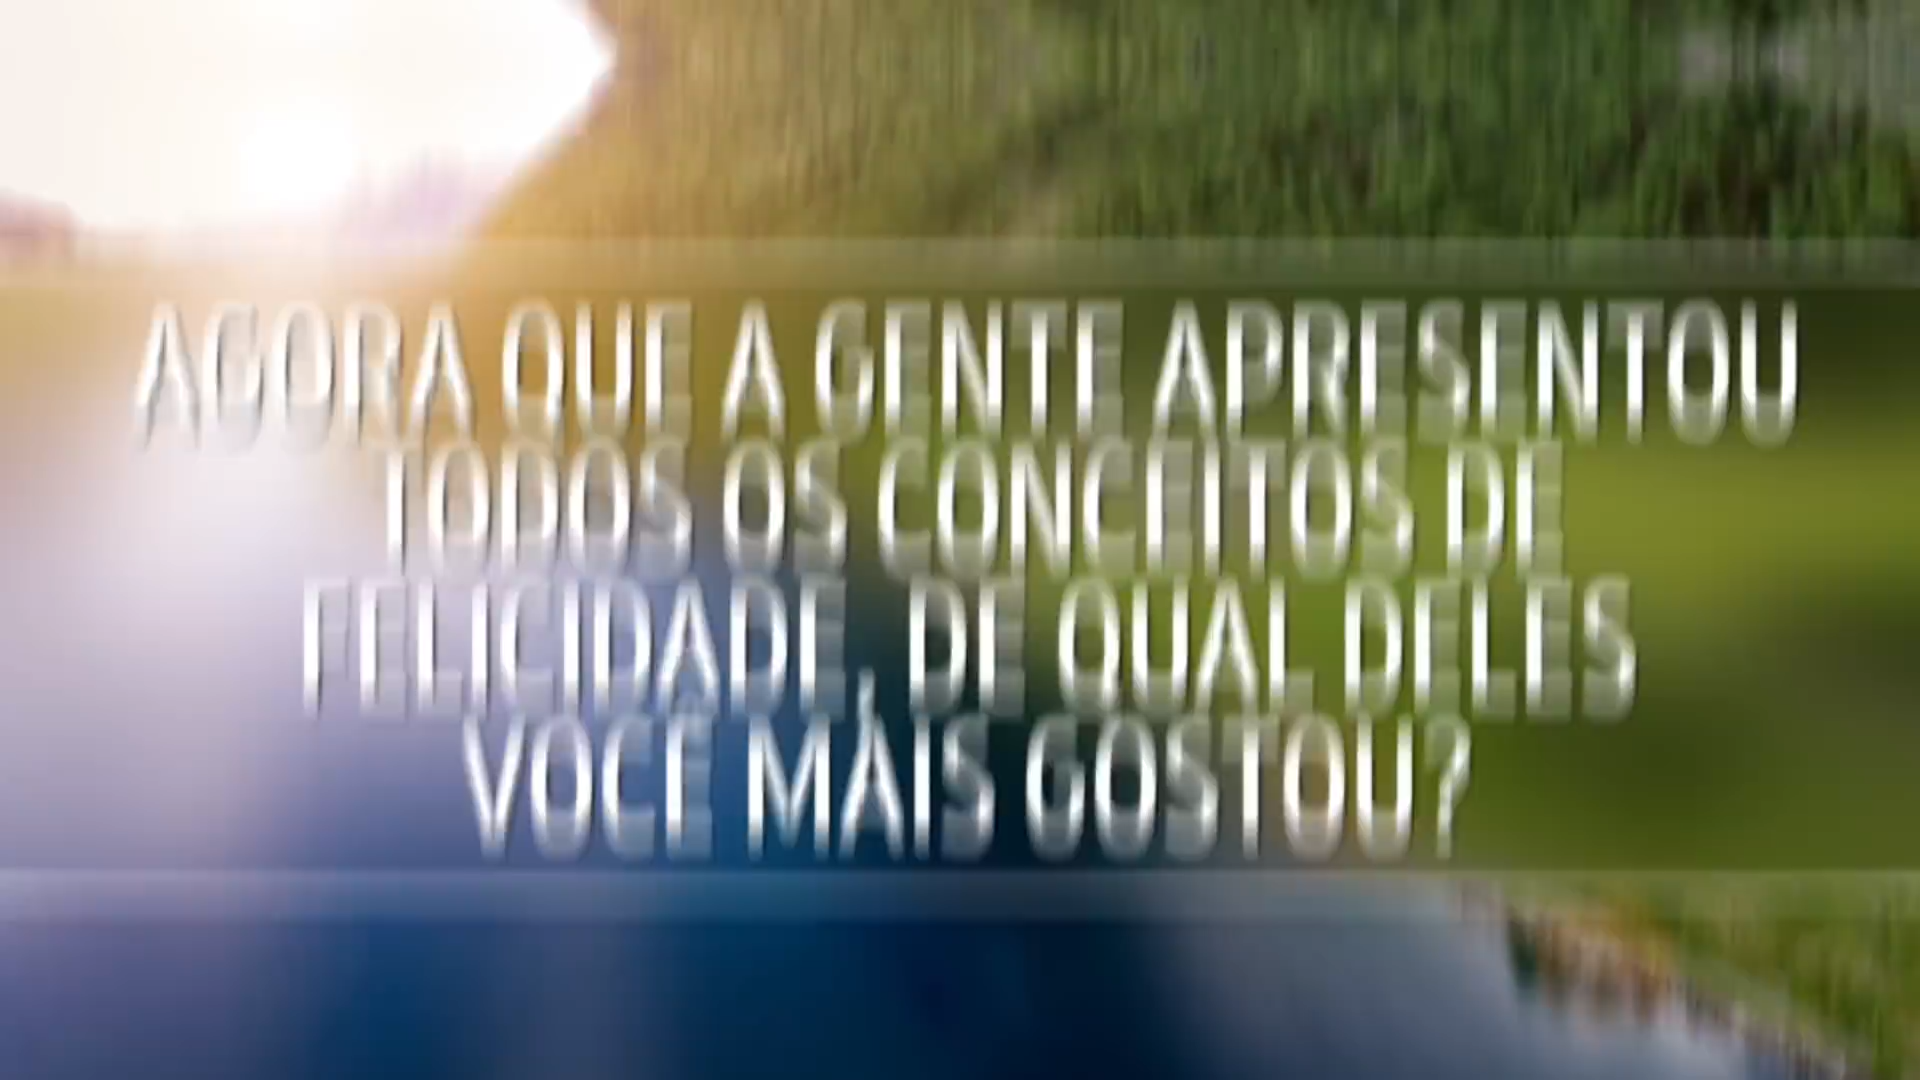 AGORA QUE A GENTE APRESENTOU
TODOS OS CONCEITOS DE
FELICIDADE, DE QUAL DELES
VOCÊ MAIS GOSTOU?